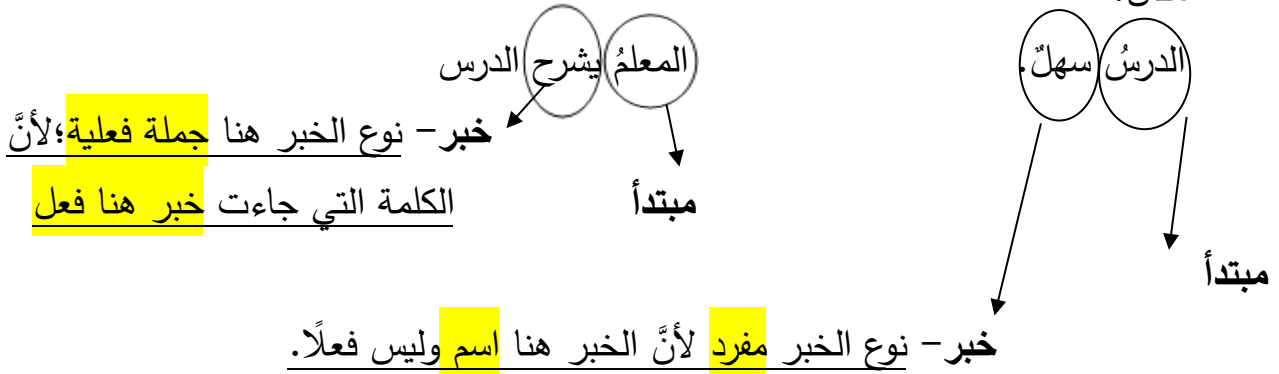 الدرسُ سهلٌ.
المعلمُ يشرح الدرس
خبر – نوع الخبر هنا جملة فعلية؛لأنَّ
الكلمة التي جاءت خبر هنا فعل
مبتدأ
مبتدأ
خبر – نوع الخبر مفرد لأنَّ الخبر هنا اسم وليس فعلًا.